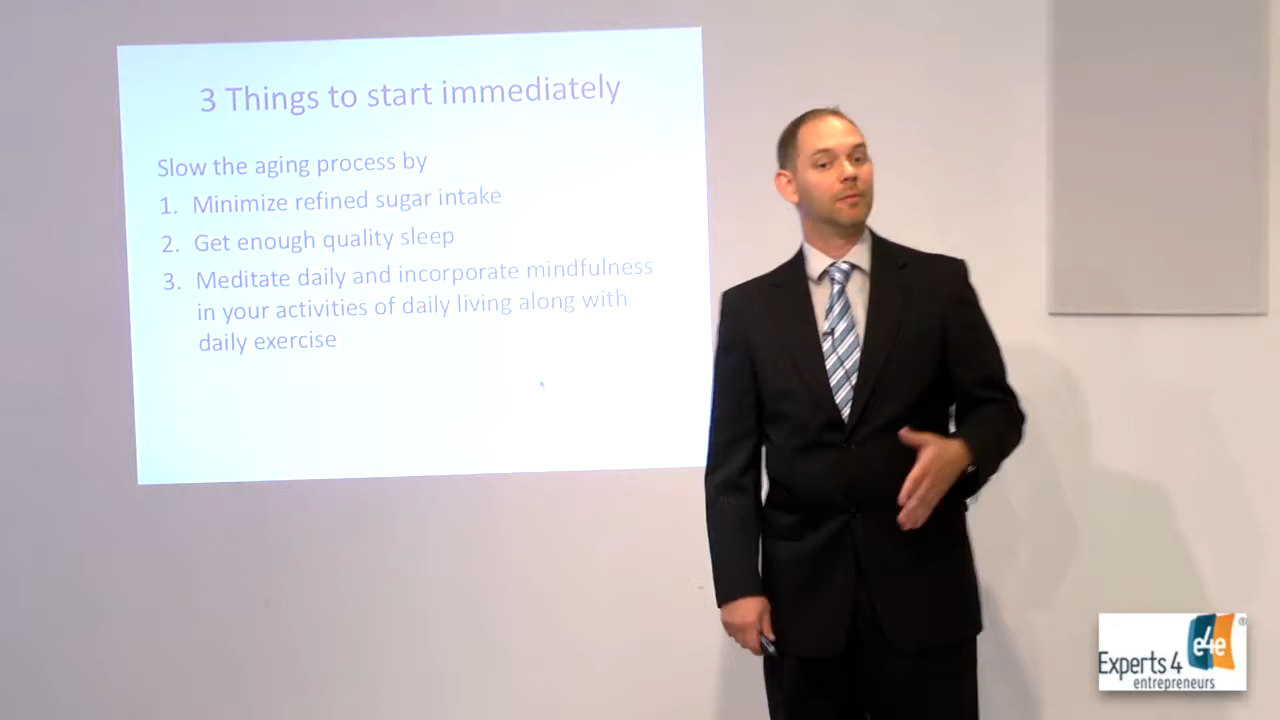 3 Things to start immediately
Slow the aging process by
1. Minimize refined sugar intake
2. Get enough quality sleep
3. Meditate daily and incorporate mindfulness
in your activities of daily living along with
daily exercise
e4e
®
Experts 4
entrepreneurs